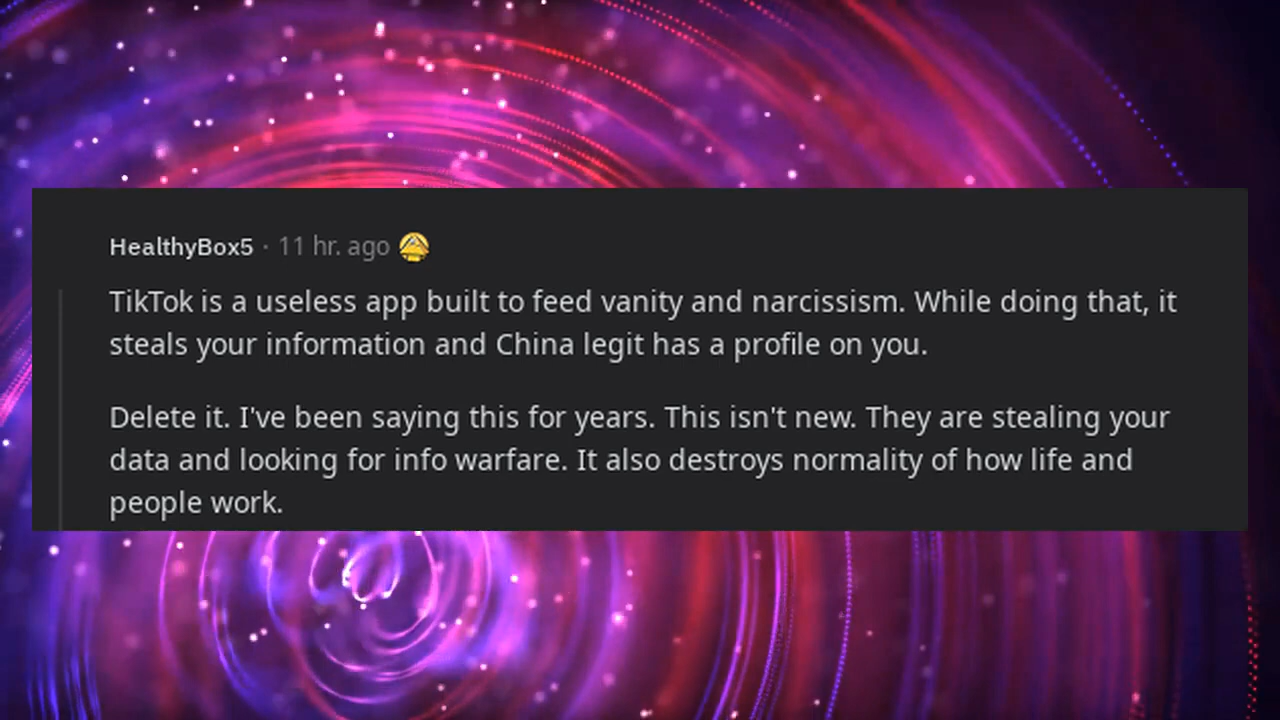 HealthyBox5 · 11 hr. ago
TikTok is a useless app built to feed vanity and narcissism. While doing that, it
steals your information and China legit has a profile on you.
Delete it. I've been saying this for years. This isn't new. They are stealing your
data and looking for info warfare. It also destroys normality of how life and
people work.